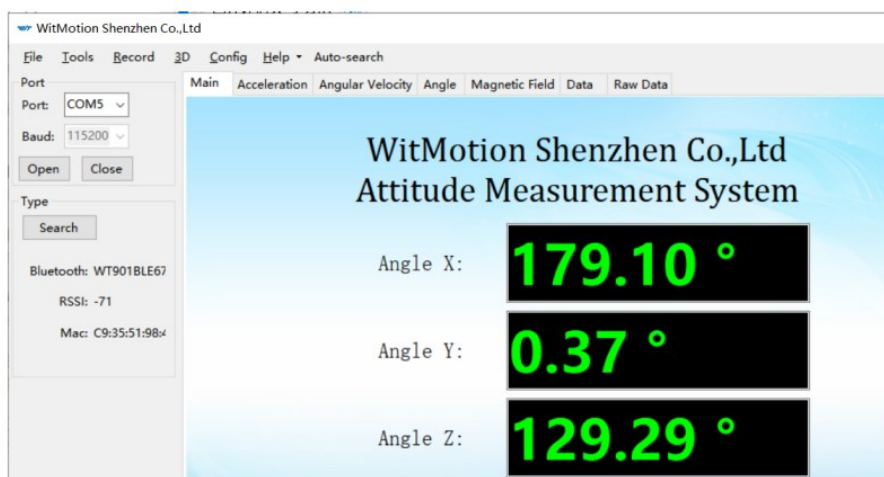 WitMotion Shenzhen Co.,Ltd
File Tools Record 3D Config Help Auto-search
Port
Port: COM5
Baud: 115200
Open Close
Type
Search
Bluetooth: WT901BLE67
RSSI: -71
Mac: C9:35:51:98:
Main Acceleration Angular Velocity Angle Magnetic Field Data Raw Data
WitMotion Shenzhen Co.,Ltd
Attitude Measurement System
Angle X: 179.10 °
Angle Y: 0.37 °
Angle Z: 129.29 °